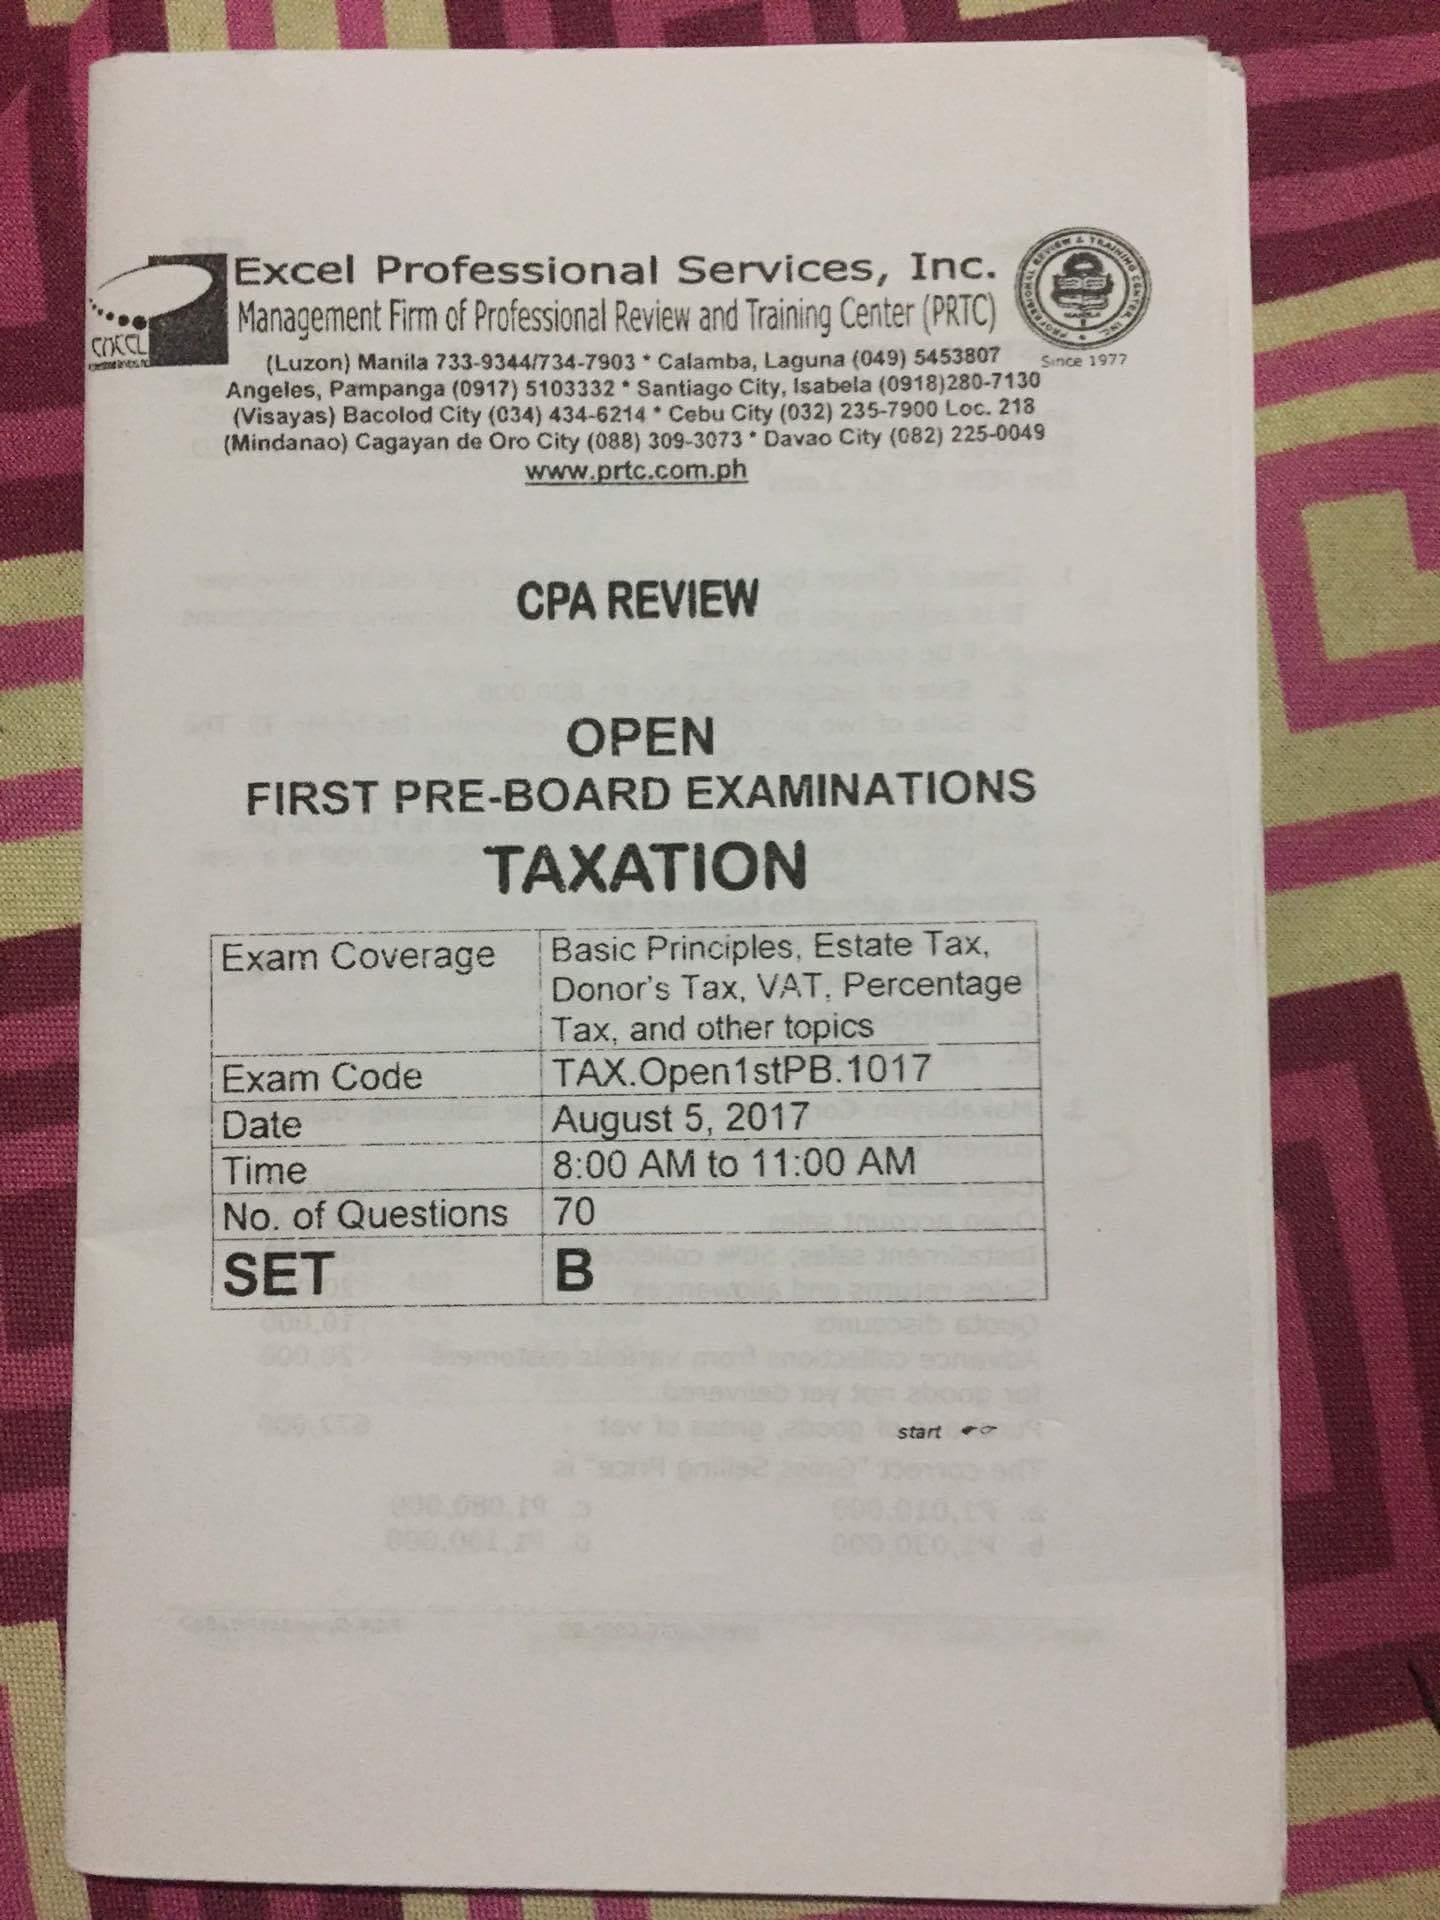 Excel Professional Services, Inc.
Management Firm of Professional Review and Training Center (PRTC)
(Luzon) Manila 733-9344/734-7903 * Calamba, Laguna (049) 5453807
Since 1977
Angeles, Pampanga (0917) 5103332 * Santiago City, Isabela (0918)280-7130
(Visayas) Bacolod City (034) 434-6214 * Cebu City (032) 235-7900 Loc. 218
(Mindanao) Cagayan de Oro City (088) 309-3073 * Davao City (082) 225-0049
www.prtc.com.ph
CPA REVIEW
OPEN
FIRST PRE-BOARD EXAMINATIONS
TAXATION
Exam Coverage Basic Principles, Estate Tax,
Donor's Tax, VAT, Percentage
Tax, and other topics
Exam Code TAX.Open1stPB.1017
Date August 5, 2017
Time 8:00 AM to 11:00 AM
No. of Questions 70
SET B
start